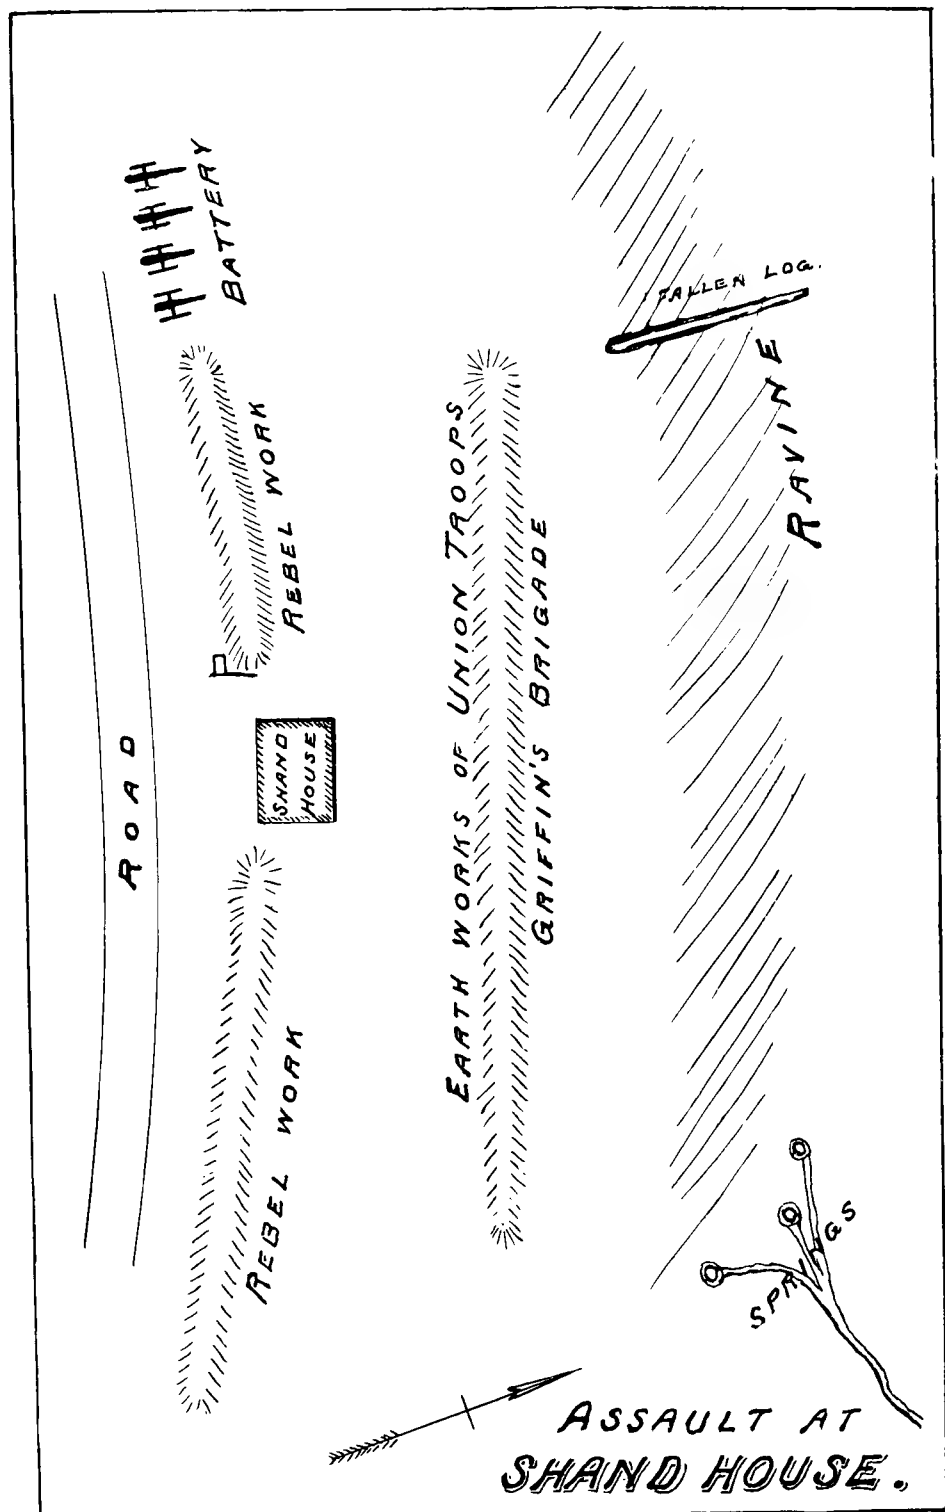 BATTERY
FALLEN LOG.
RAVINE
REBEL WORK
EARTH WORKS OF UNION TROOPS
GRIFFIN'S BRIGADE
SHAND
HOUSE
ROAD
REBEL WORK
SPRINGS
ASSAULT AT
SHAND HOUSE.